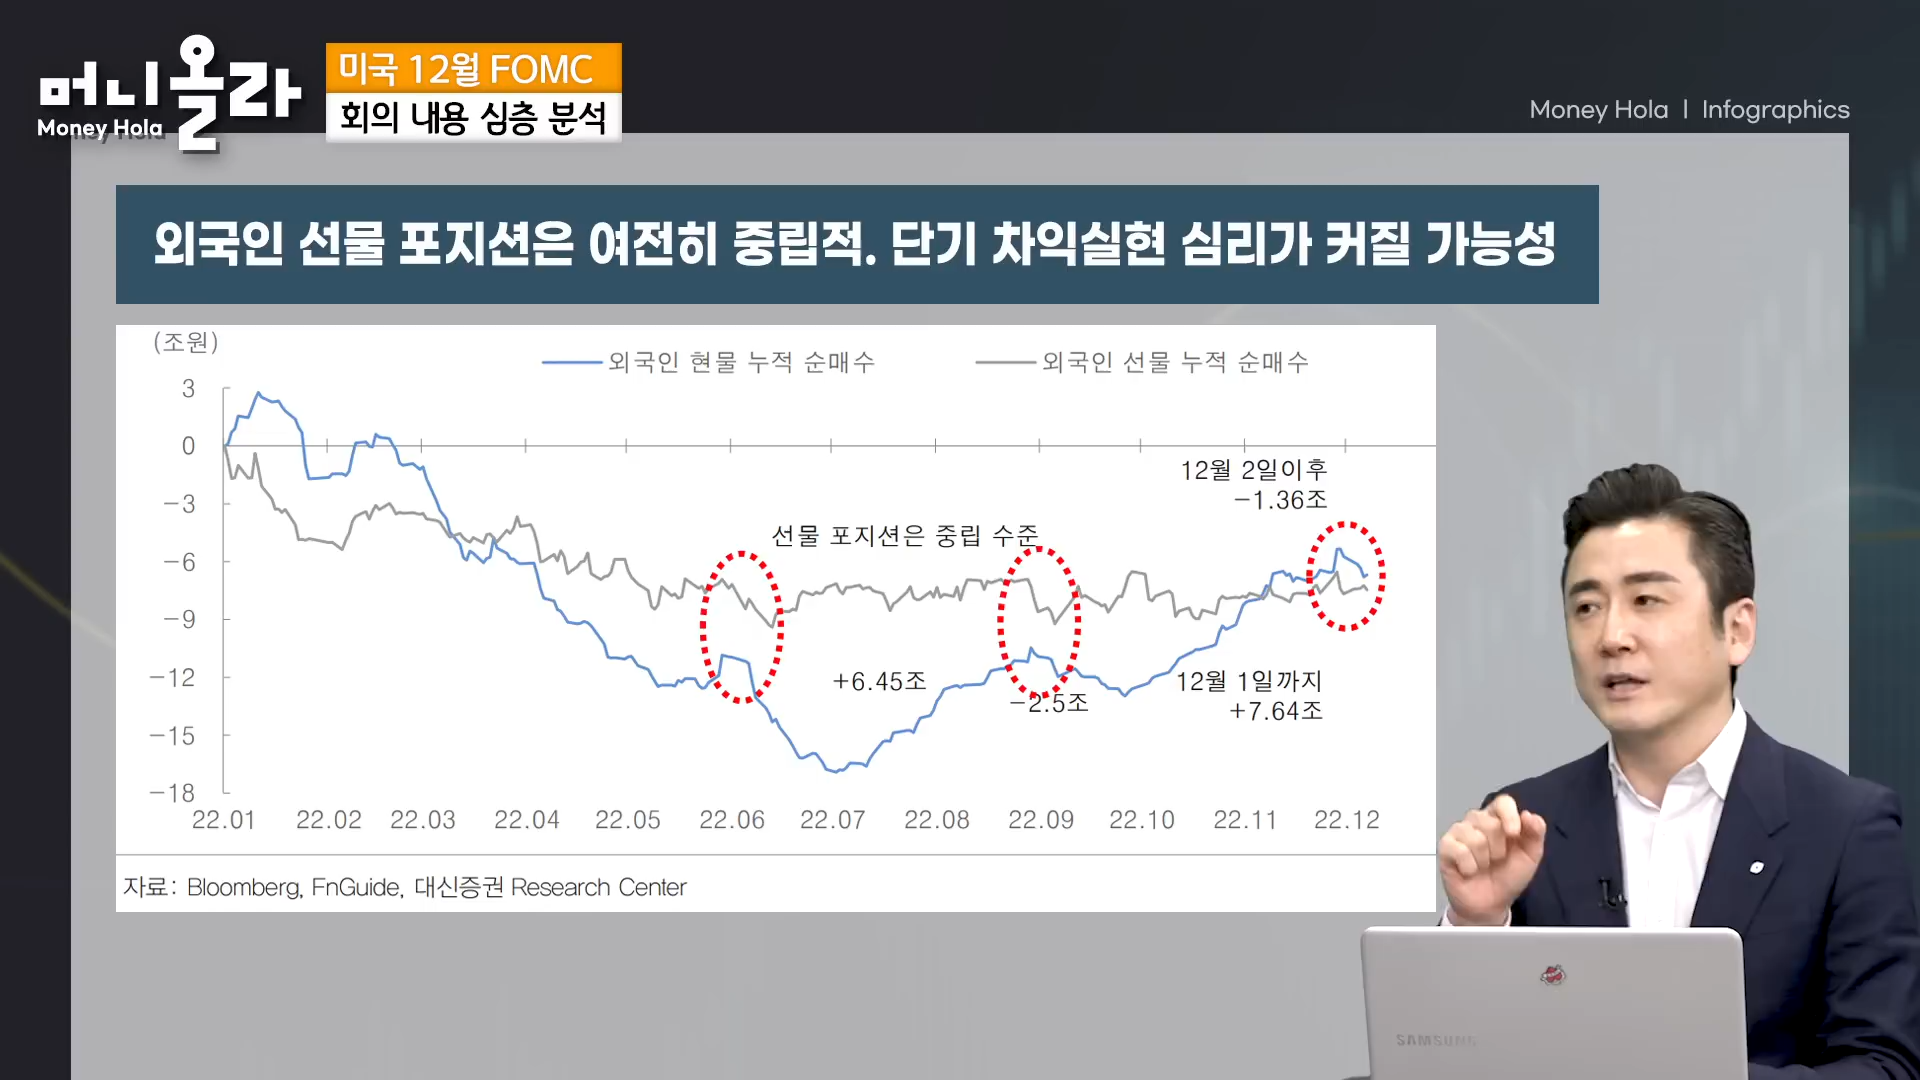 머니올라
Money Hola
미국 12월 FOMC
회의 내용 심층 분석
Money Hola | Infographics
외국인 선물 포지션은 여전히 중립적. 단기 차익실현 심리가 커질 가능성
(조원)
외국인 현물 누적 순매수 외국인 선물 누적 순매수
3
0
-3
-6
-9
-12
-15
-18
12월 2일이후
-1.36조
선물 포지션은 중립 수준
+6.45조
-2.5조
12월 1일까지
+7.64조
22.01 22.02 22.03 22.04 22.05 22.06 22.07 22.08 22.09 22.10 22.11 22.12
자료: Bloomberg, FnGuide, 대신증권 Research Center
SAMSUNG